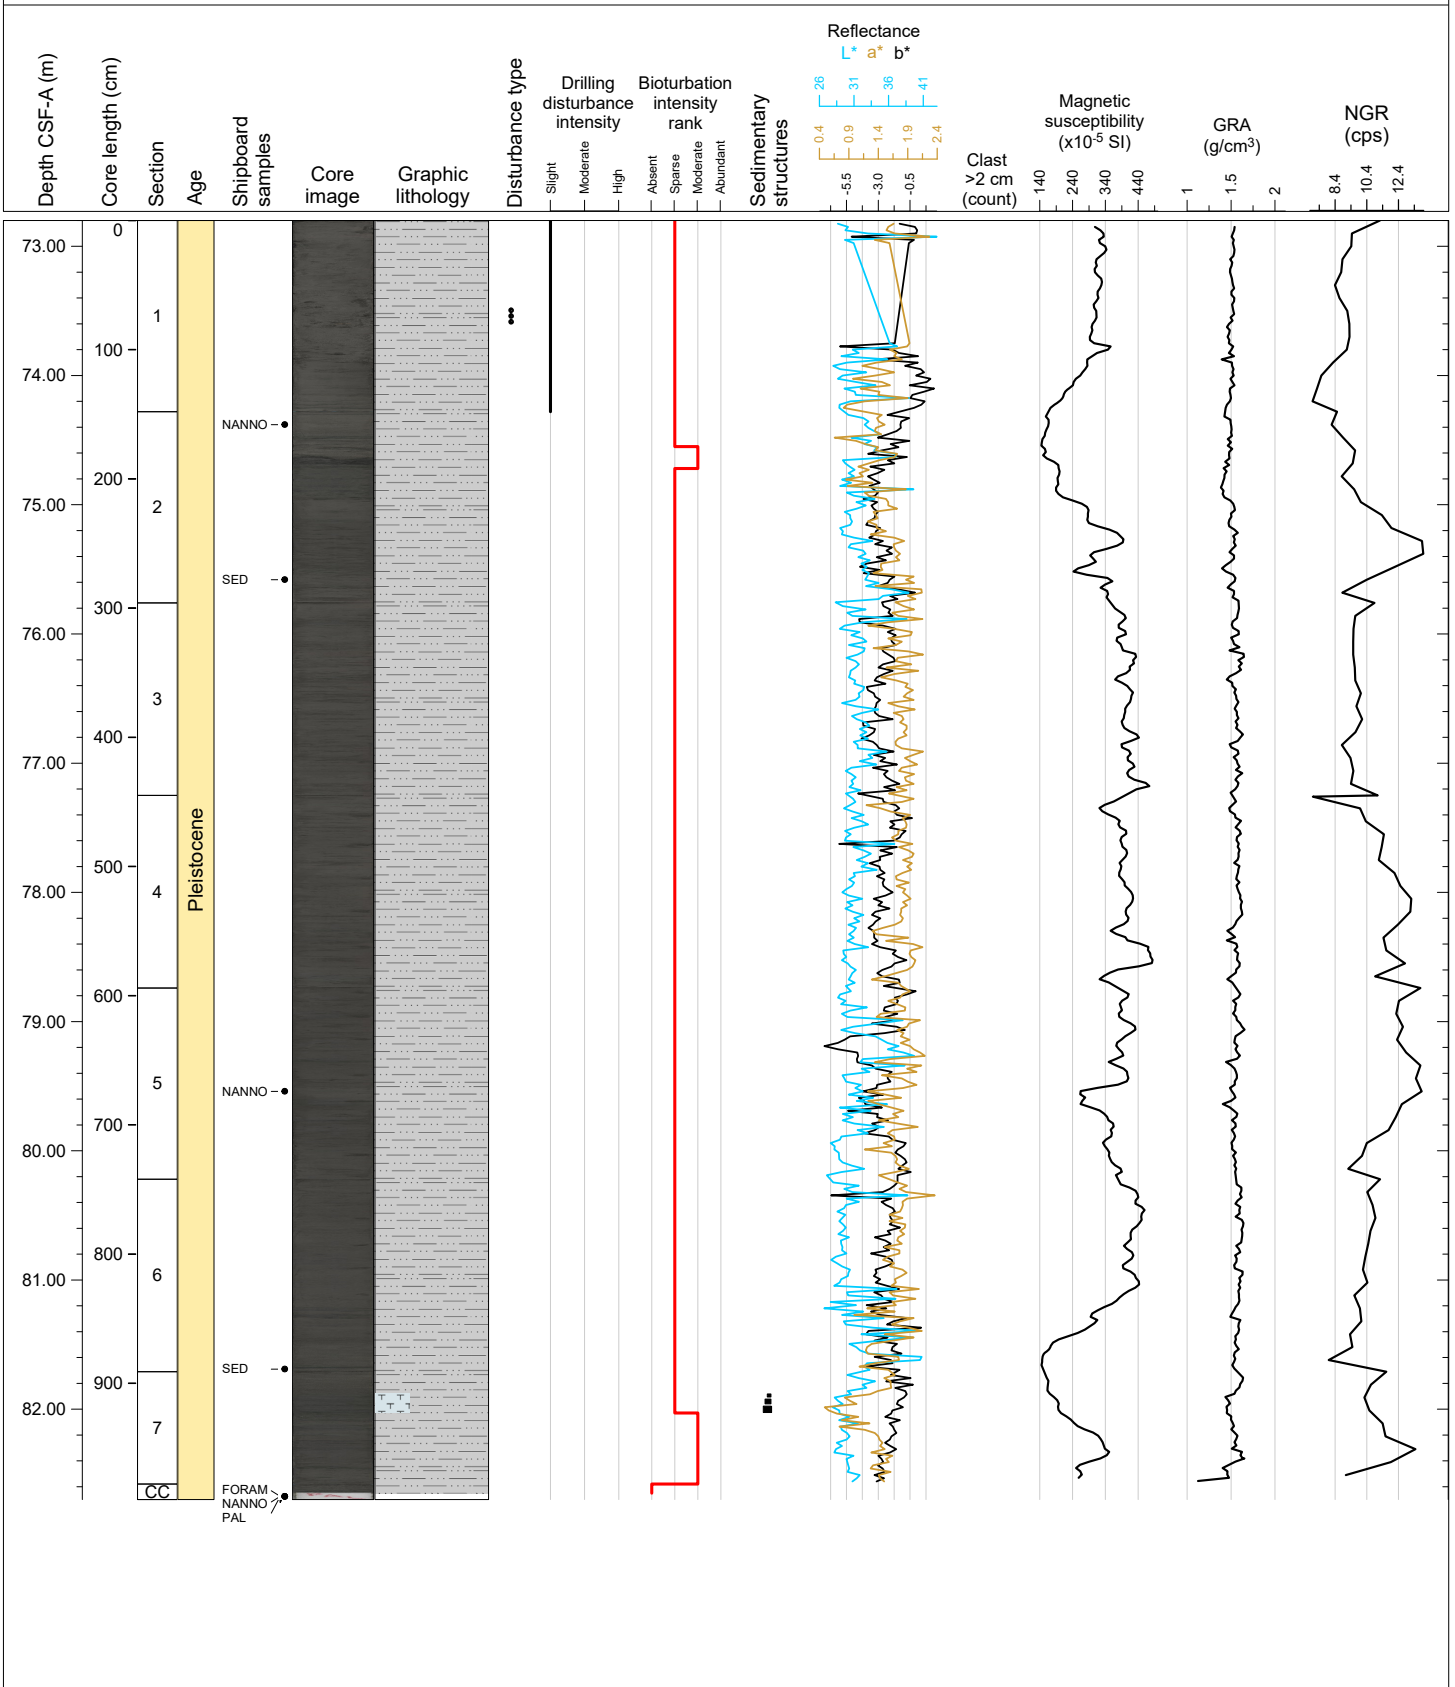 Depth CSF-A (m)
Core length (cm)
Section
Age
Shipboard
samples
Core
image
Graphic
lithology
Disturbance type
Drilling
disturbance
intensity
Slight
Moderate
High
Bioturbation
intensity
rank
Absent
Sparse
Moderate
Abundant
Sedimentary
structures
Reflectance
L* a* b*
26 31 36 41
0.4 0.9 1.4 1.9 2.4
-5.5 -3.0 -0.5
Clast
>2 cm
(count)
Magnetic
susceptibility
(x10-5 SI)
140 240 340 440
GRA
(g/cm3)
1 1.5 2
NGR
(cps)
8.4 10.4 12.4
0
73.00
1
100
74.00
NANNO
200
75.00
2
SED
300
76.00
3
400
77.00
Pleistocene
500
78.00
4
600
79.00
5
NANNO
700
80.00
800
81.00
6
SED
900
82.00
7
CC
FORAM
NANNO
PAL